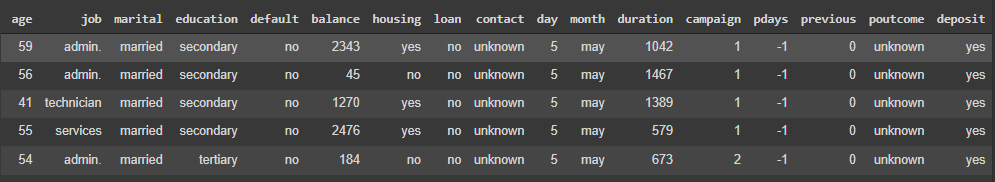 age job marital education default balance housing loan contact day month duration campaign pdays previous poutcome deposit
59 admin. married secondary no 2343 yes no unknown 5 may 1042 1 -1 0 unknown yes
56 admin. married secondary no 45 no no unknown 5 may 1467 1 -1 0 unknown yes
41 technician married secondary no 1270 yes no unknown 5 may 1389 1 -1 0 unknown yes
55 services married secondary no 2476 yes no unknown 5 may 579 1 -1 0 unknown yes
54 admin. married tertiary no 184 no no unknown 5 may 673 2 -1 0 unknown yes